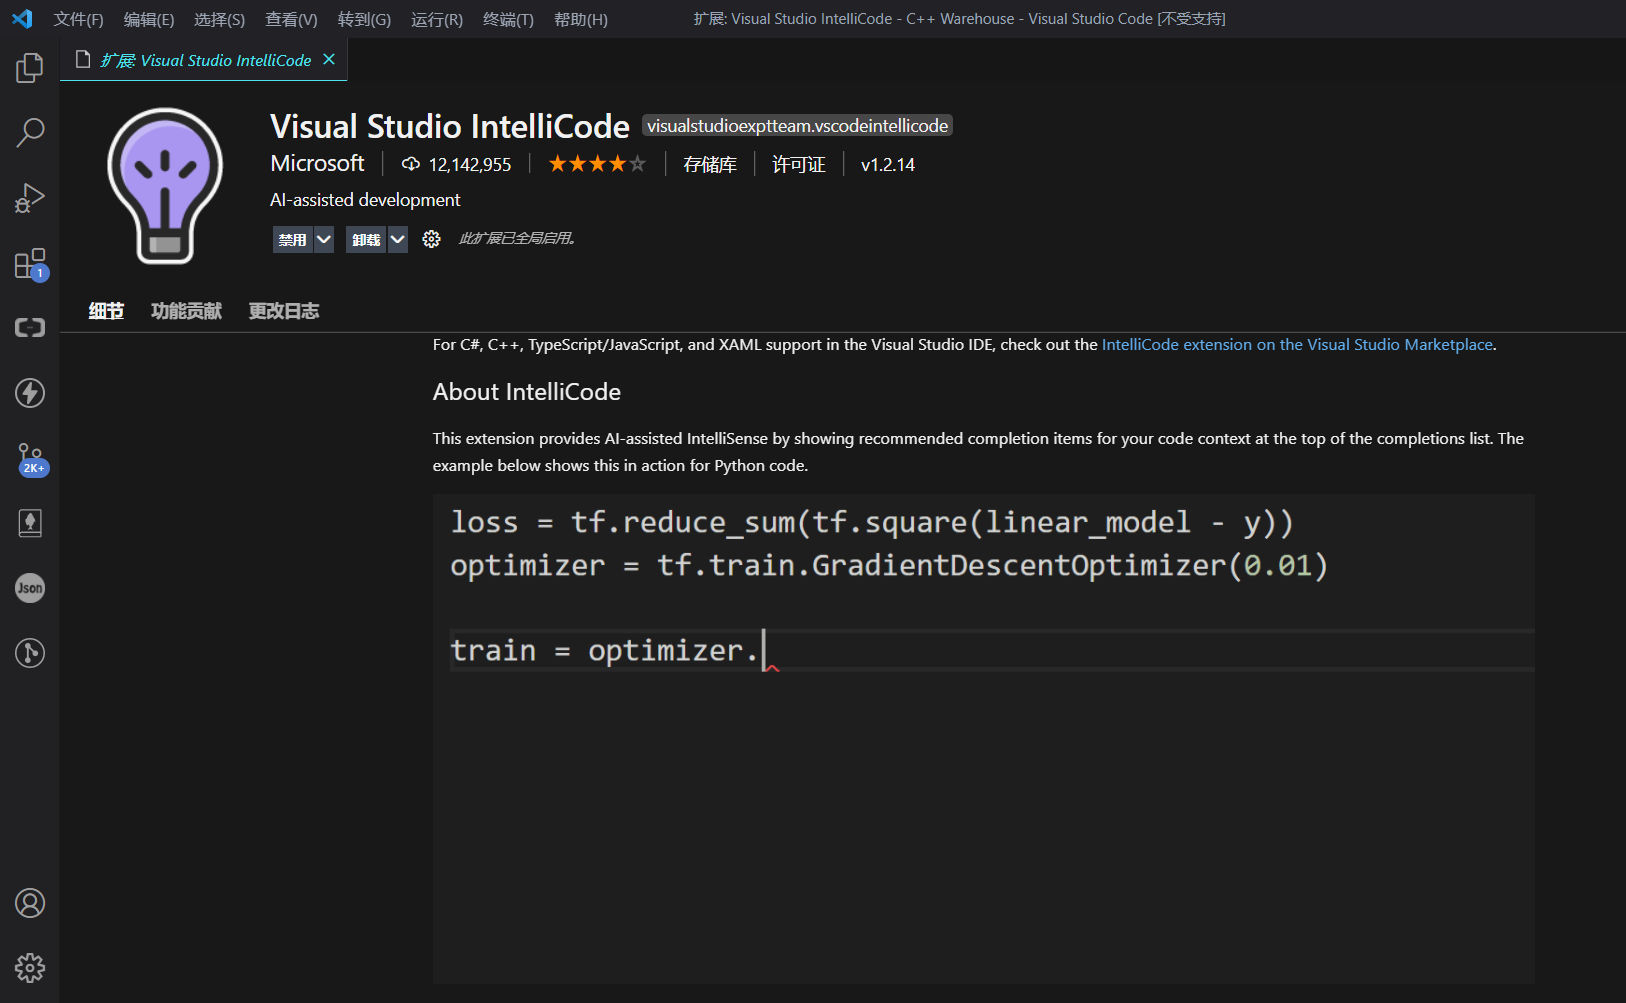 文件(F) 编辑(E) 选择(S) 查看(V) 转到(G) 运行(R) 终端(T) 帮助(H) 扩展: Visual Studio IntelliCode - C++ Warehouse - Visual Studio Code [不受支持]
扩展: Visual Studio IntelliCode
Visual Studio IntelliCode visualstudioexptteam.vscodeintellicode
Microsoft 12,142,955 存储库 许可证 v1.2.14
AI-assisted development
禁用 卸载 此扩展已全局启用。
1
细节 功能贡献 更改日志
For C#, C++, TypeScript/JavaScript, and XAML support in the Visual Studio IDE, check out the IntelliCode extension on the Visual Studio Marketplace.
About IntelliCode
This extension provides AI-assisted IntelliSense by showing recommended completion items for your code context at the top of the completions list. The
example below shows this in action for Python code.
2K+
loss = tf.reduce_sum(tf.square(linear_model - y))
optimizer = tf.train.GradientDescentOptimizer(0.01)
Json
train = optimizer.